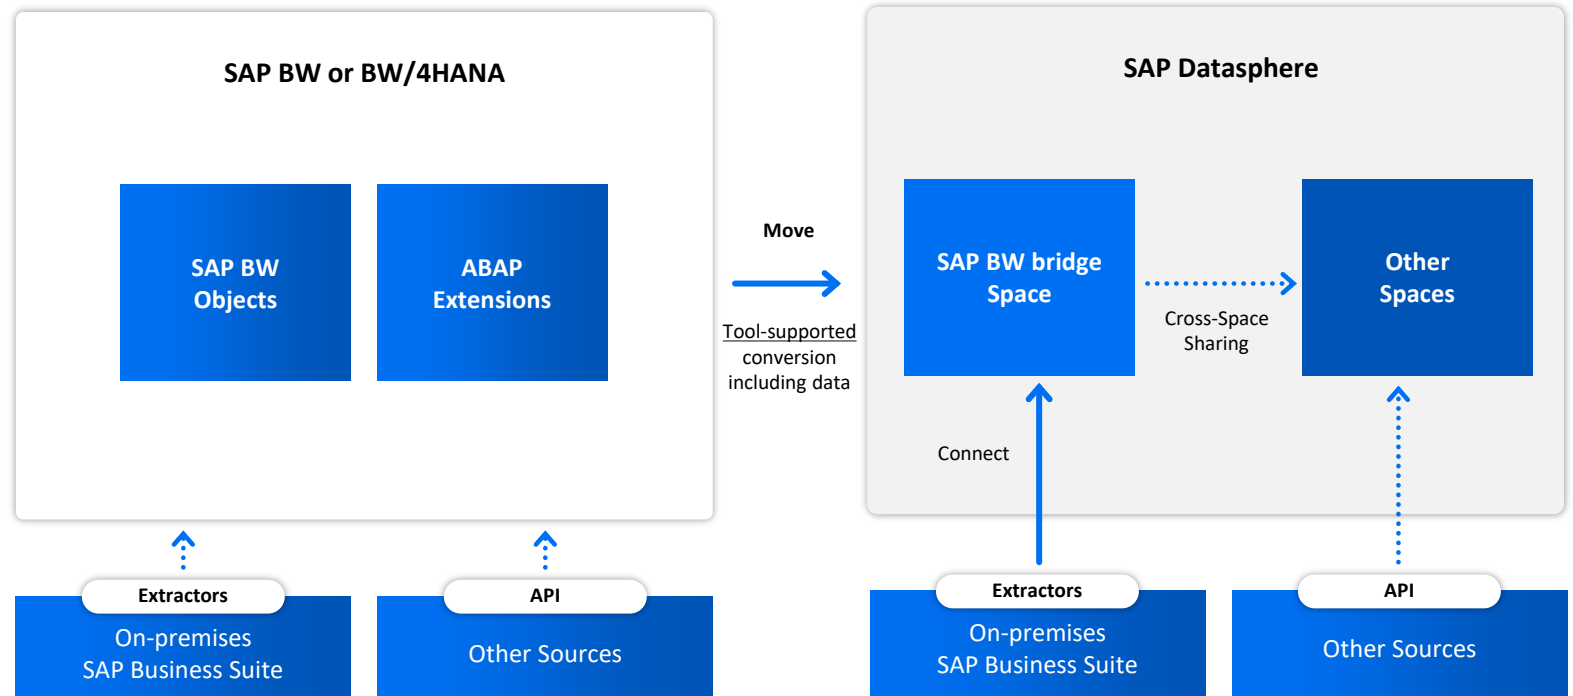 SAP BW or BW/4HANA
SAP BW
Objects
ABAP
Extensions
Extractors
On-premises
SAP Business Suite
API
Other Sources
Move
Tool-supported
conversion
including data
SAP Datasphere
SAP BW bridge
Space
Cross-Space
Sharing
Other
Spaces
Connect
Extractors
On-premises
SAP Business Suite
API
Other Sources